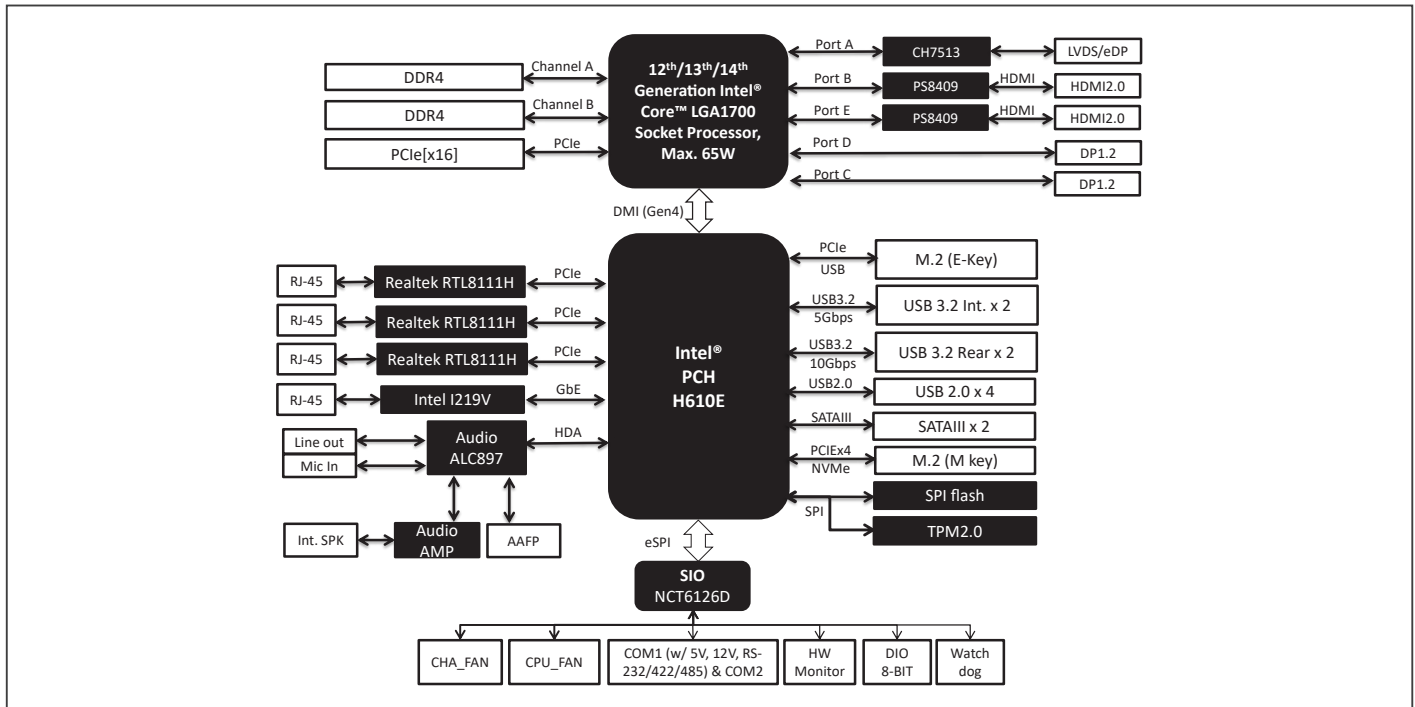 12th/13th/14th
Generation Intel®
Core™ LGA1700
Socket Processor,
Max. 65W
DDR4
Channel A
DDR4
Channel B
PCIe[x16]
PCIe
Port A
CH7513
LVDS/eDP
Port B
PS8409
HDMI
HDMI2.0
Port E
PS8409
HDMI
HDMI2.0
Port D
DP1.2
Port C
DP1.2
DMI (Gen4)
Intel®
PCH
H610E
RJ-45
Realtek RTL8111H
PCIe
RJ-45
Realtek RTL8111H
PCIe
RJ-45
Realtek RTL8111H
PCIe
RJ-45
Intel I219V
GbE
Line out
Mic In
Audio
ALC897
HDA
Int. SPK
Audio
AMP
AAFP
PCIe
USB
M.2 (E-Key)
USB3.2
5Gbps
USB 3.2 Int. x 2
USB3.2
10Gbps
USB 3.2 Rear x 2
USB2.0
USB 2.0 x 4
SATAIII
SATAIII x 2
PCIEx4
NVMe
M.2 (M key)
SPI
SPI flash
TPM2.0
eSPI
SIO
NCT6126D
CHA_FAN
CPU_FAN
COM1 (w/ 5V, 12V, RS-
232/422/485) & COM2
HW
Monitor
DIO
8-BIT
Watch
dog